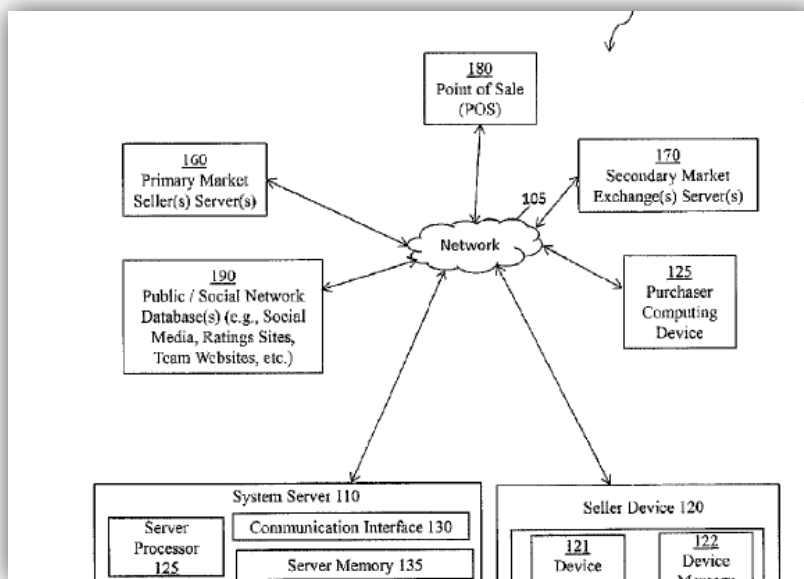 180
Point of Sale
(POS)
160
Primary Market
Seller(s) Server(s)
170
Secondary Market
Exchange(s) Server(s)
105
Network
190
Public / Social Network
Database(s) (e.g., Social
Media, Ratings Sites,
Team Websites, etc.)
125
Purchaser
Computing
Device
System Server 110
Server
Processor
125
Communication Interface 130
Server Memory 135
Seller Device 120
121
Device
122
Device